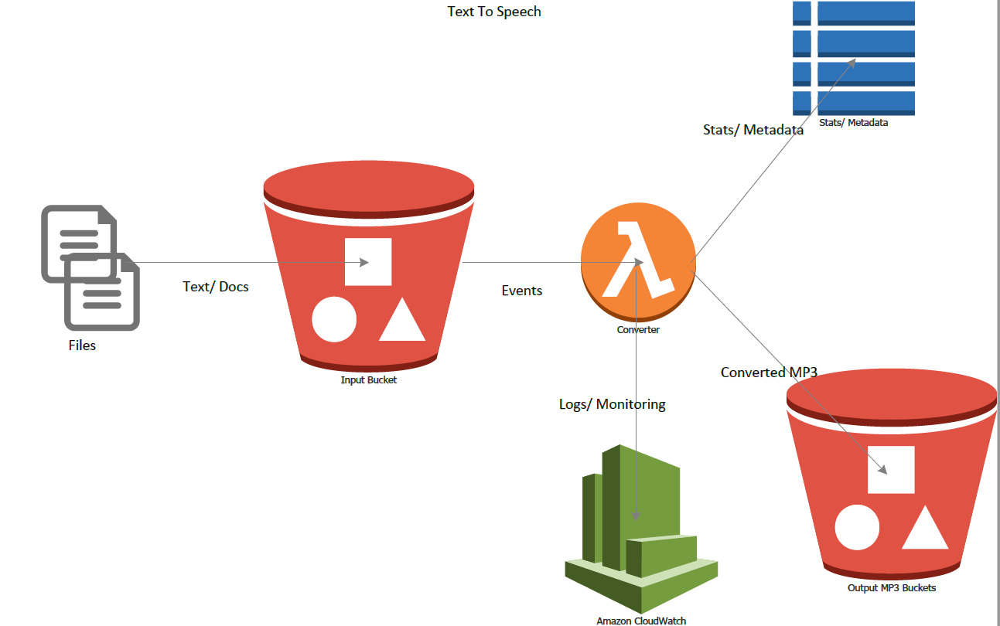 Text To Speech
Stats/ Metadata
Stats/ Metadata
Text/ Docs
Events
Converter
Files
Input Bucket
Converted MP3
Logs/ Monitoring
Output MP3 Buckets
Amazon CloudWatch